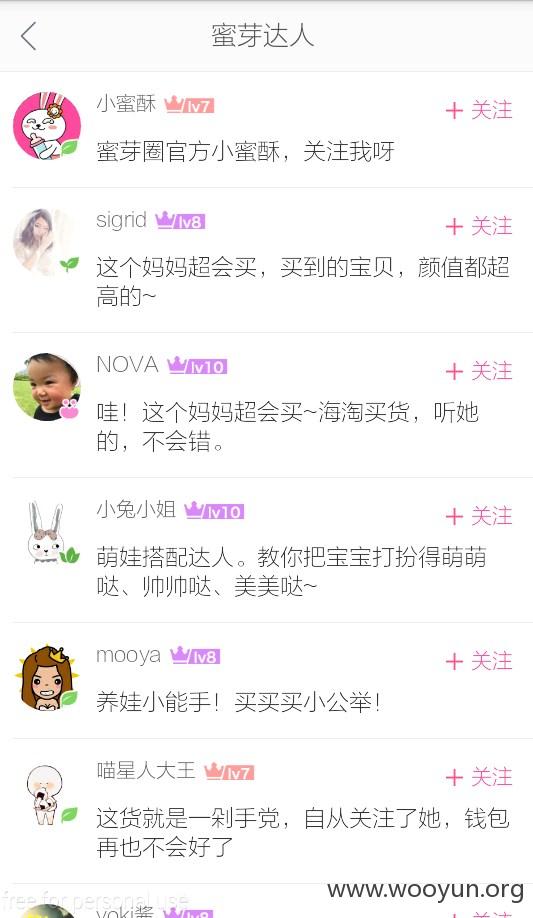 蜜芽达人
小蜜酥 lv7
+ 关注
蜜芽圈官方小蜜酥，关注我呀
sigrid lv8
+ 关注
这个妈妈超会买，买到的宝贝，颜值都超
高的~
NOVA lv10
+ 关注
哇！这个妈妈超会买~海淘买货，听她
的，不会错。
小兔小姐 lv10
+ 关注
萌娃搭配达人。教你把宝宝打扮得萌萌
哒、帅帅哒、美美哒~
mooya lv8
+ 关注
养娃小能手！买买买小公举！
喵星人大王 lv7
+ 关注
这货就是一剁手党，自从关注了她，钱包
再也不会好了
www.wooyun.org
free for personal use
yoki酱